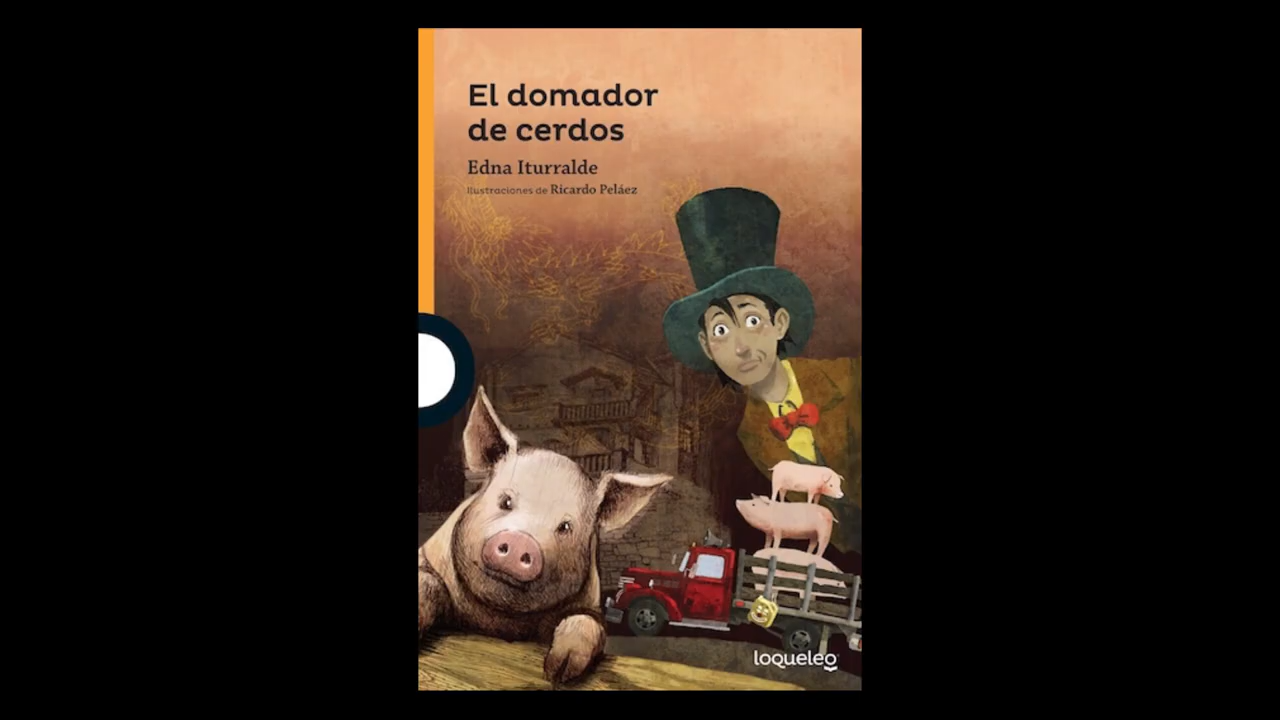 El domador
de cerdos
Edna Iturralde
Ilustraciones de Ricardo Peláez
loqueleo